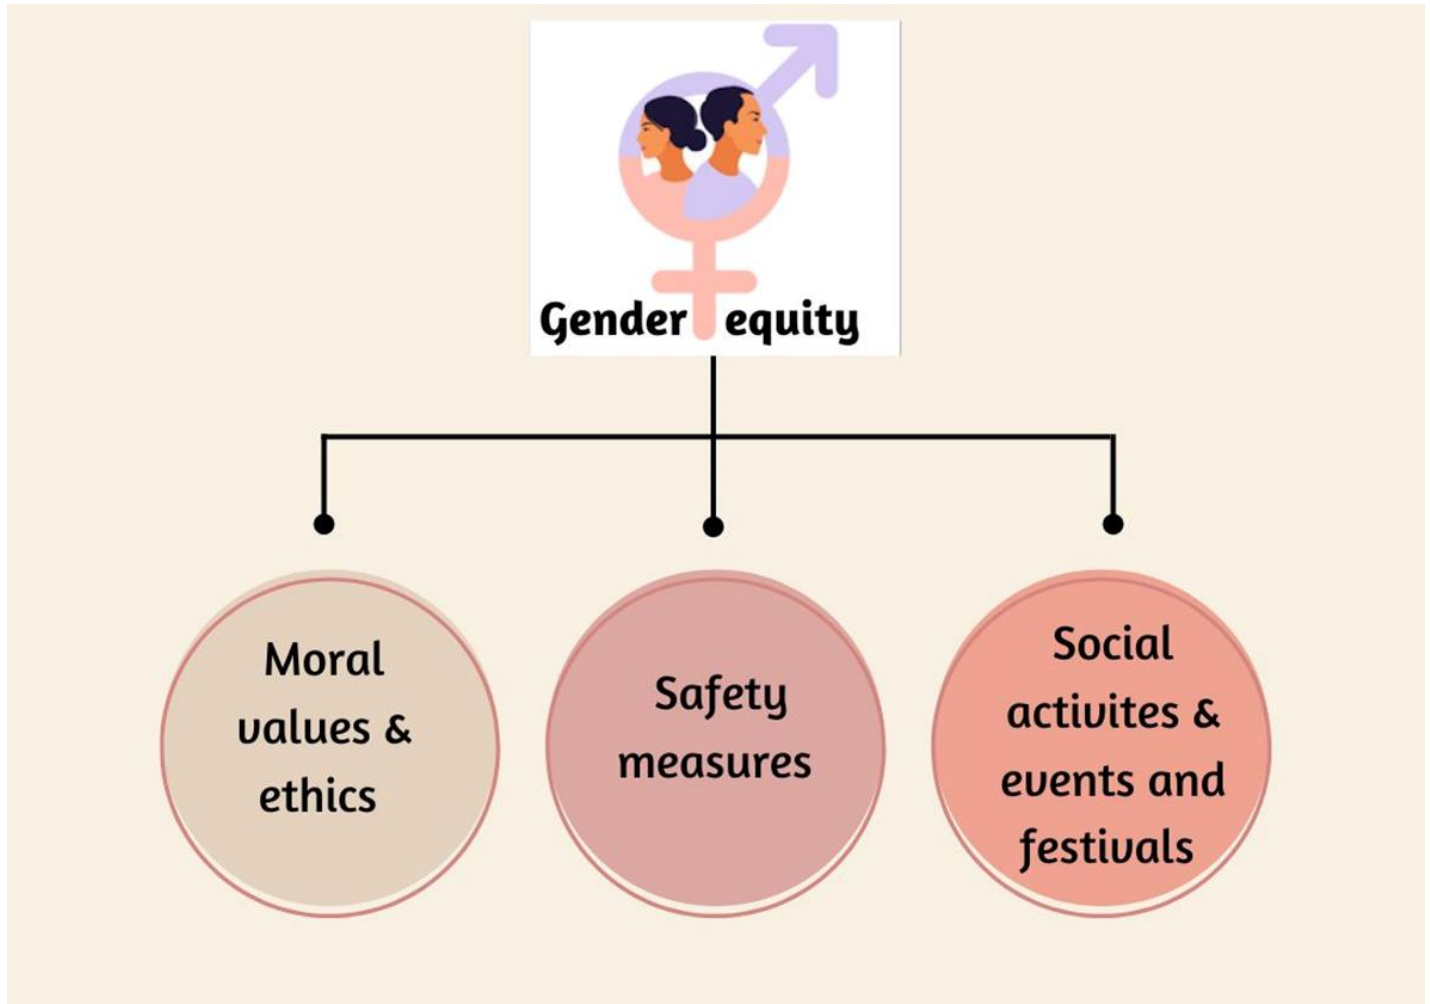 Gender equity
Moral
values &
ethics
Safety
measures
Social
activites &
events and
festivals